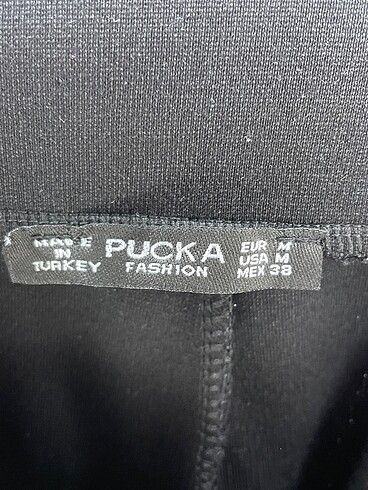 MADE
IN
TURKEY
PUCKA
FASHION
EUR M
USA M
MEX 38